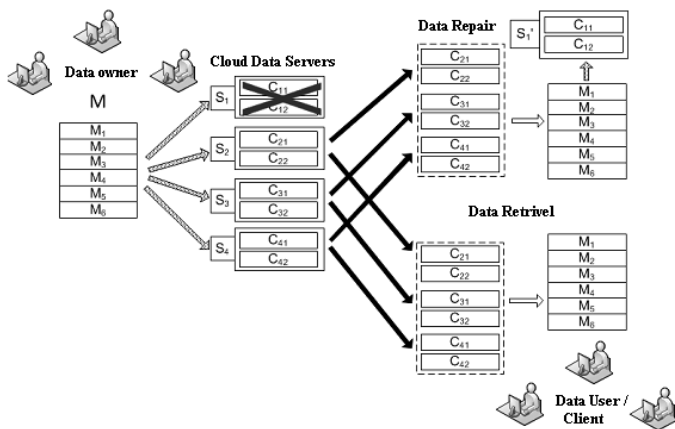 Data owner
M
M1
M2
M3
M4
M5
M6
Cloud Data Servers
S1
C11
C12
S2
C21
C22
S3
C31
C32
S4
C41
C42
Data Repair
C21
C22
C31
C32
C41
C42
S1'
C11
C12
M1
M2
M3
M4
M5
M6
Data Retrivel
C21
C22
C31
C32
C41
C42
M1
M2
M3
M4
M5
M6
Data User /
Client